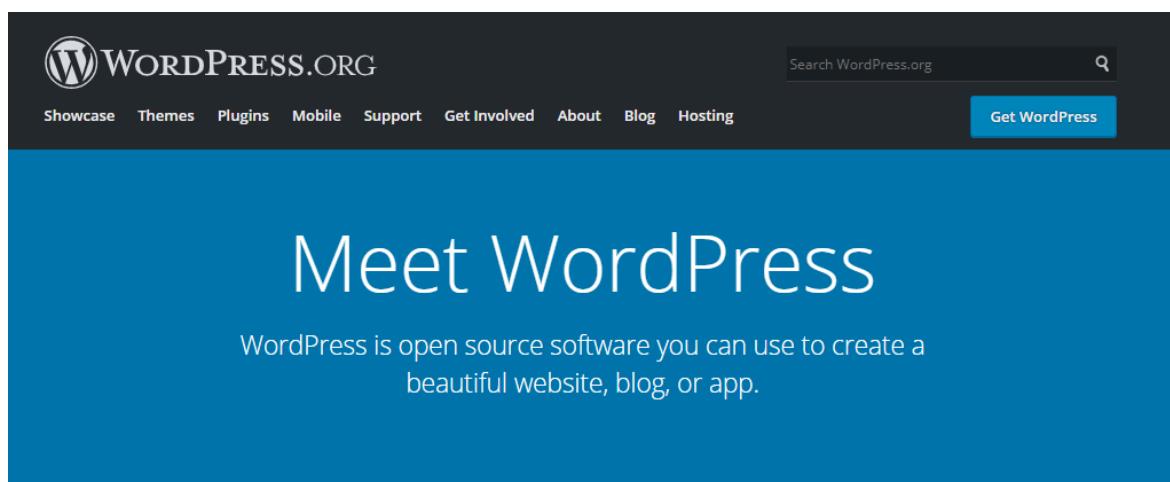 WORDPRESS.ORG
Search WordPress.org
Showcase Themes Plugins Mobile Support Get Involved About Blog Hosting
Get WordPress
Meet WordPress
WordPress is open source software you can use to create a
beautiful website, blog, or app.